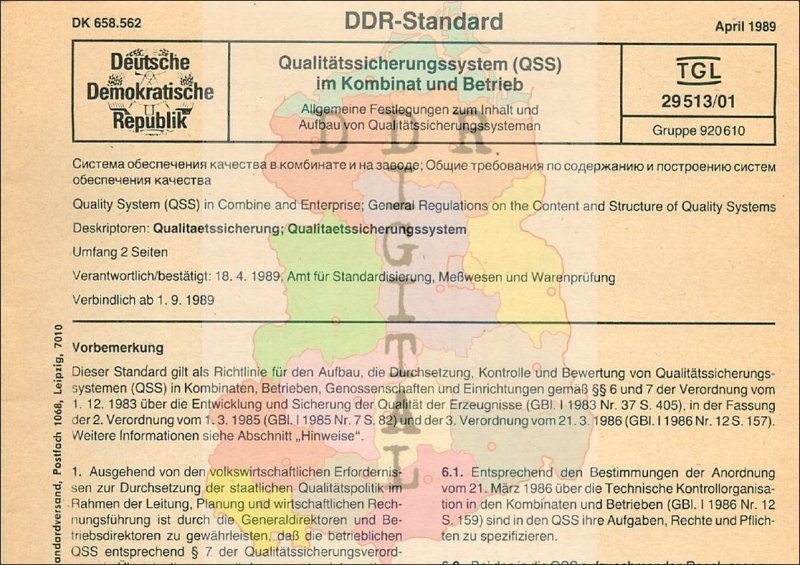 DK 658.562
DDR-Standard
April 1989
Deutsche
Demokratische
Republik
Qualitätssicherungssystem (QSS)
im Kombinat und Betrieb
Allgemeine Festlegungen zum Inhalt und
Aufbau von Qualitätssicherungssystemen
TGL
29513/01
Gruppe 920610
Система обеспечения качества в комбинате и на заводе; Общие требования по содержанию и построению систем
обеспечения качества
Quality System (QSS) in Combine and Enterprise; General Regulations on the Content and Structure of Quality Systems
Deskriptoren: Qualitaetssicherung; Qualitaetssicherungssystem
Umfang 2 Seiten
Verantwortlich/bestätigt: 18. 4. 1989, Amt für Standardisierung, Meßwesen und Warenprüfung
Verbindlich ab 1. 9. 1989
Vorbemerkung
Dieser Standard gilt als Richtlinie für den Aufbau, die Durchsetzung, Kontrolle und Bewertung von Qualitätssicherungs-
systemen (QSS) in Kombinaten, Betrieben, Genossenschaften und Einrichtungen gemäß §§ 6 und 7 der Verordnung vom
1. 12. 1983 über die Entwicklung und Sicherung der Qualität der Erzeugnisse (GBl. I 1983 Nr. 37 S. 405), in der Fassung
der 2. Verordnung vom 1. 3. 1985 (GBl. I 1985 Nr. 7 S. 82) und der 3. Verordnung vom 21. 3. 1986 (GBl. I 1986 Nr. 12 S. 157).
Weitere Informationen siehe Abschnitt „Hinweise“.
1. Ausgehend von den volkswirtschaftlichen Erfordernis-
sen zur Durchsetzung der staatlichen Qualitätspolitik im
Rahmen der Leitung, Planung und wirtschaftlichen Rech-
nungsführung ist durch die Generaldirektoren und Be-
triebsdirektoren zu gewährleisten, daß die betrieblichen
QSS entsprechend § 7 der Qualitätssicherungsverord-
6.1. Entsprechend den Bestimmungen der Anordnung
vom 21. März 1986 über die Technische Kontrollorganisa-
tion in den Kombinaten und Betrieben (GBl. I 1986 Nr. 12
S. 159) sind in den QSS ihre Aufgaben, Rechte und Pflich-
ten zu spezifizieren.
ndardversand, Postfach 1068, Leipzig, 7010
DDR
DIGITAL